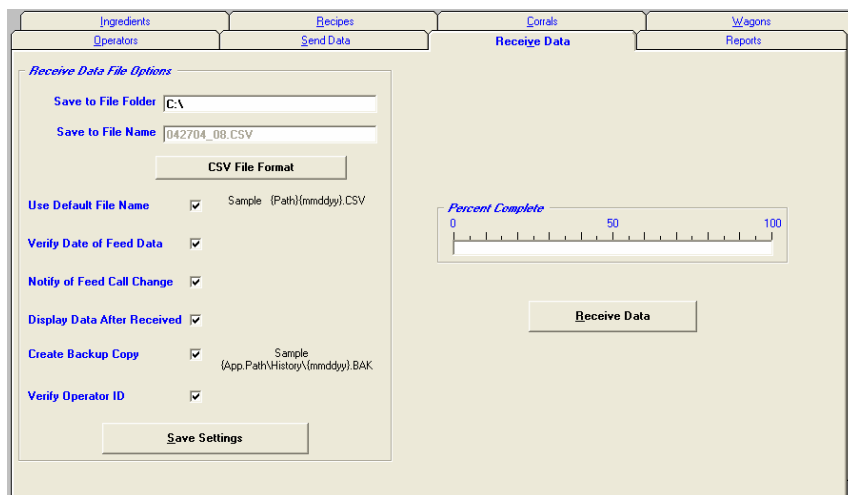 Ingredients Recipes Corrals Wagons
Operators Send Data Receive Data Reports
Receive Data File Options
Save to File Folder C:\
Save to File Name 042704_08.CSV
CSV File Format
Use Default File Name Sample {Path}{mmddyy}.CSV
Verify Date of Feed Data
Notify of Feed Call Change
Display Data After Received
Create Backup Copy Sample
{App.Path\History\{mmddyy}.BAK
Verify Operator ID
Save Settings
Percent Complete
0 50 100
Receive Data